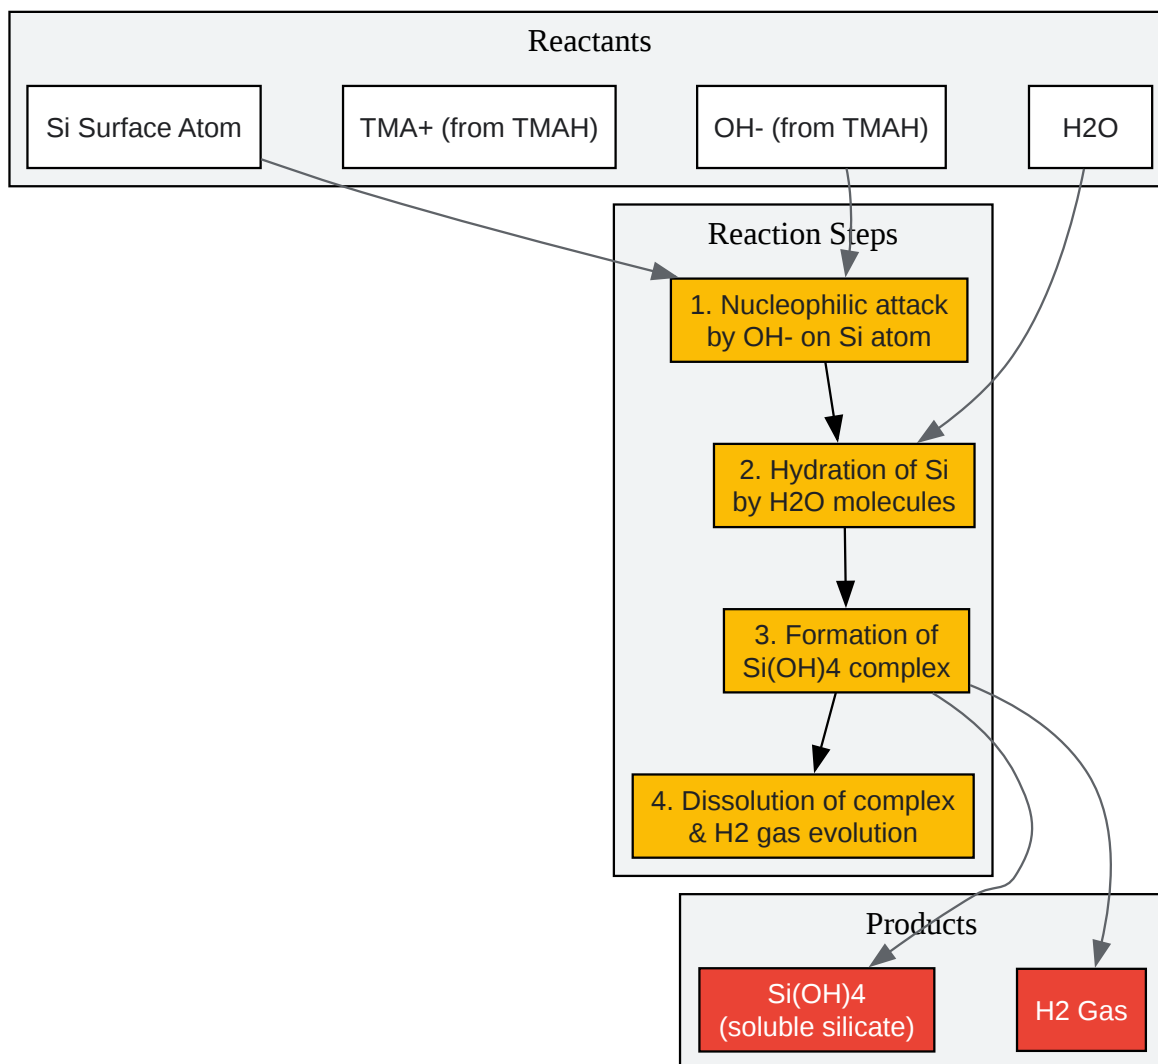 Reactants
Si Surface Atom
TMA+ (from TMAH)
OH- (from TMAH)
H2O
Reaction Steps
1. Nucleophilic attack
by OH- on Si atom
2. Hydration of Si
by H2O molecules
3. Formation of
Si(OH)4 complex
4. Dissolution of complex
& H2 gas evolution
Products
Si(OH)4
(soluble silicate)
H2 Gas